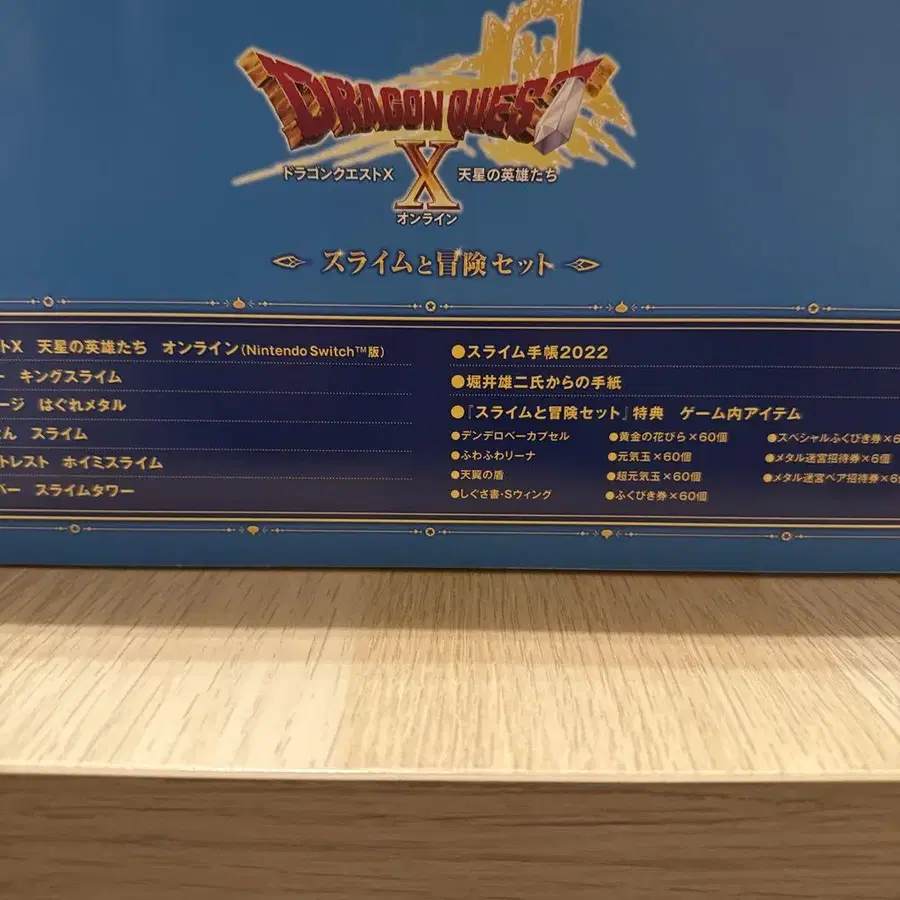 DRAGON QUEST
X
ドラゴンクエストX 天星の英雄たち
オンライン
スライムと冒険セット
トX 天星の英雄たち オンライン(Nintendo Switch™版)
ー キングスライム
ージ はぐれメタル
とん スライム
ットレスト ホイミスライム
バー スライムタワー
●スライム手帳2022
●堀井雄二氏からの手紙
●『スライムと冒険セット』特典 ゲーム内アイテム
●デンデロベーカプセル
●ふわふわリーナ
●天翼の盾
●しぐさ書・Sウィング
●黄金の花びら×60個
●元気玉×60個
●超元気玉×60個
●ふくびき券×60個
●スペシャルふくびき券×6
●メタル迷宮招待券×6個
●メタル迷宮ペア招待券×6